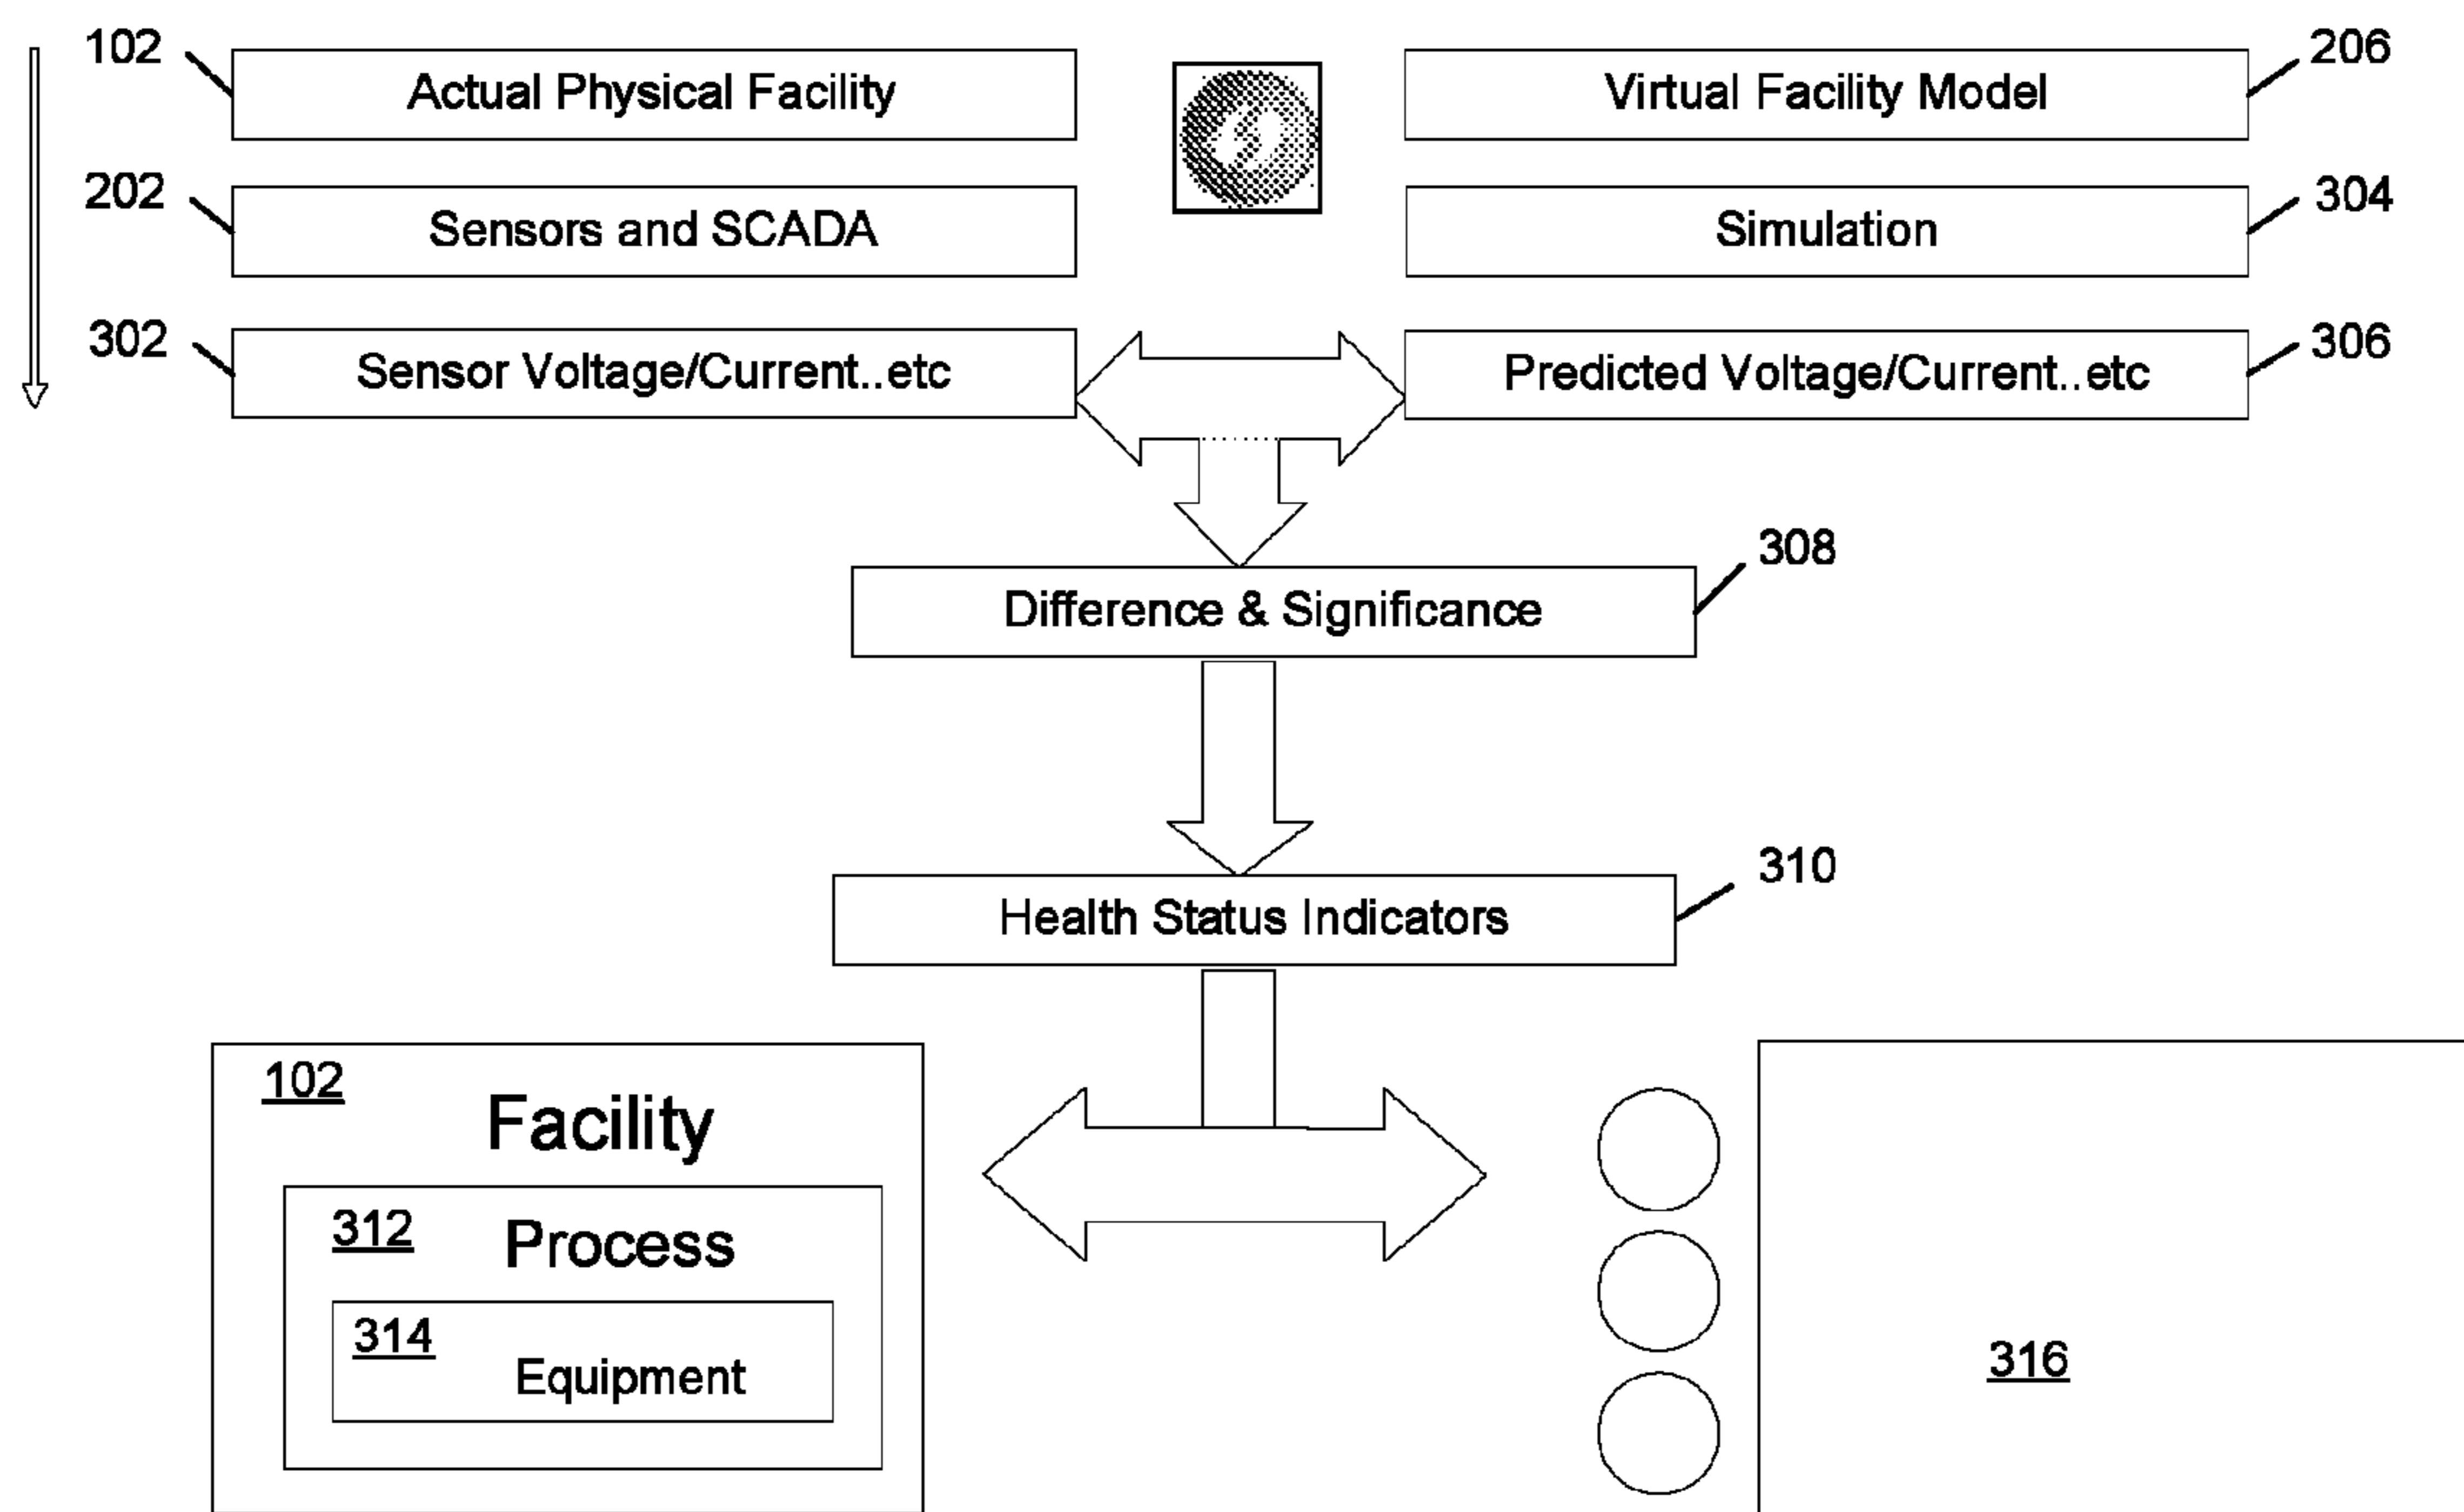 102
Actual Physical Facility
Virtual Facility Model
206
202
Sensors and SCADA
Simulation
304
302
Sensor Voltage/Current..etc
Predicted Voltage/Current..etc
306
Difference & Significance
308
Health Status Indicators
310
102
Facility
312
Process
314
Equipment
316